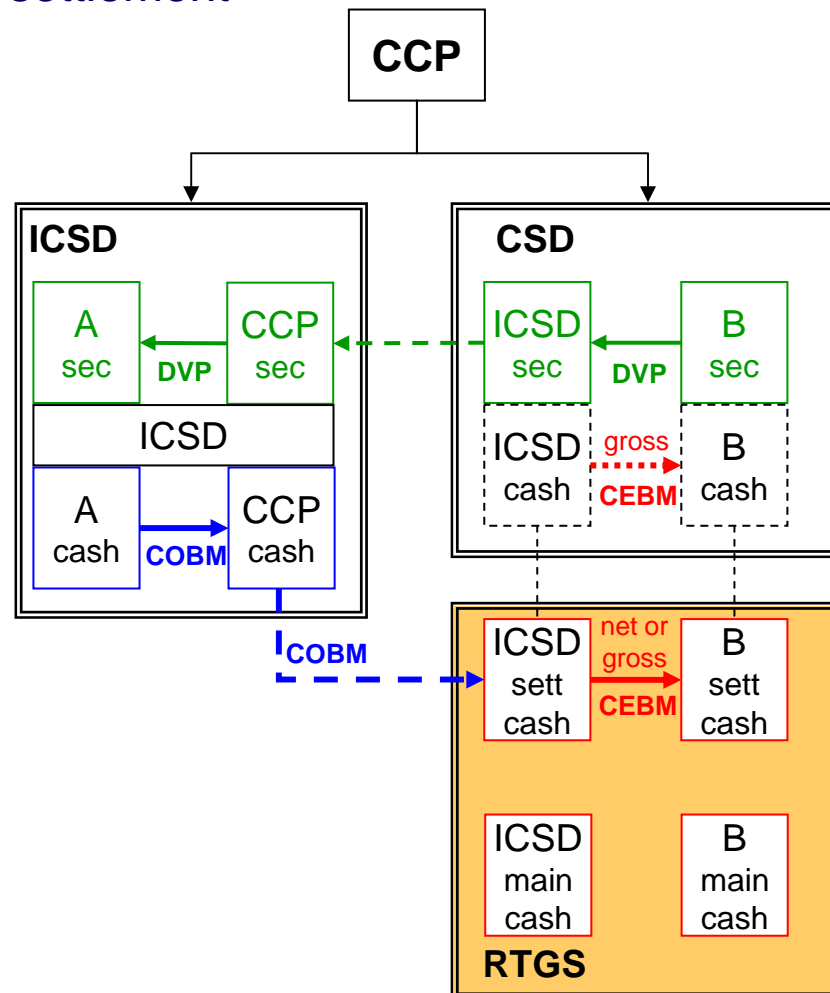 settlement
CCP
ICSD
CSD
A
sec
DVP
CCP
sec
ICSD
sec
DVP
B
sec
ICSD
A
cash
COBM
CCP
cash
ICSD
cash
gross
CEBM
B
cash
COBM
ICSD
sett
cash
net or
gross
CEBM
B
sett
cash
ICSD
main
cash
B
main
cash
RTGS